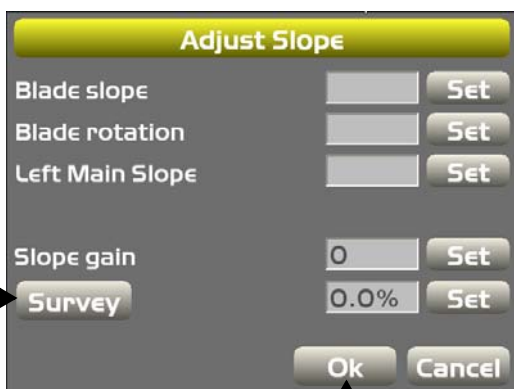 Adjust Slope
Blade slope Set
Blade rotation Set
Left Main Slope Set
Slope gain 0 Set
Survey 0.0% Set
Ok Cancel